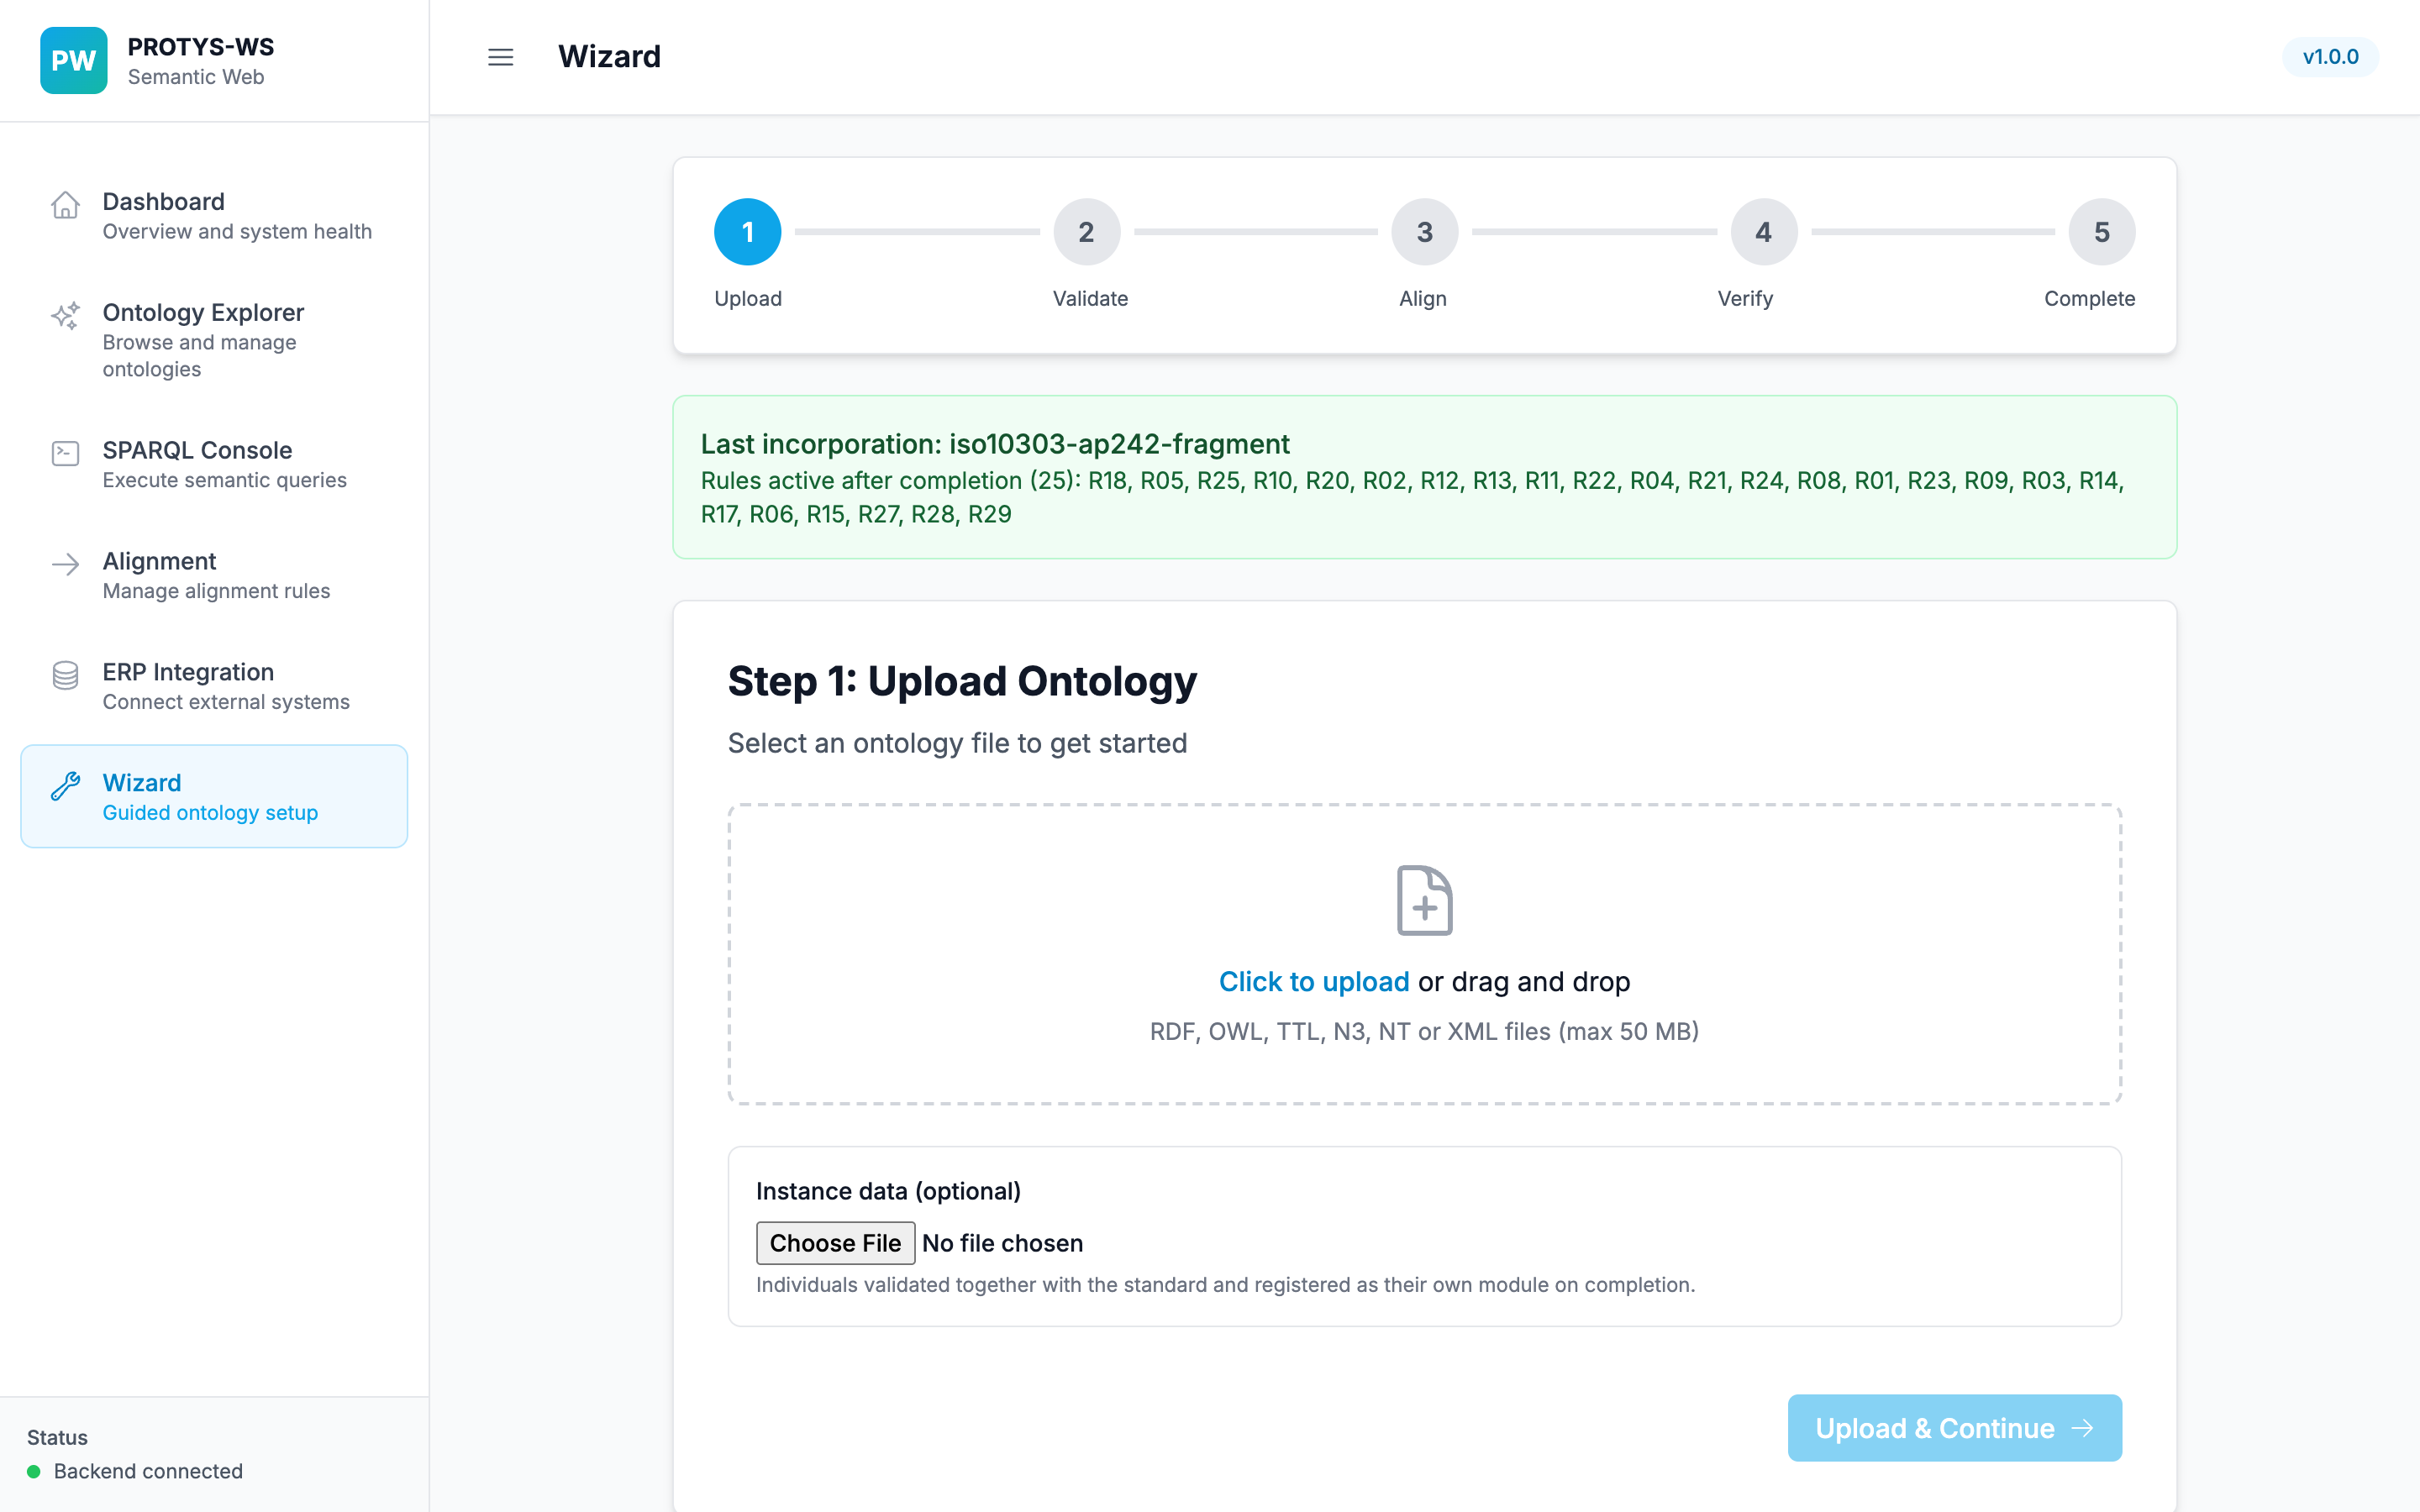 PW
PROTYS-WS
Semantic Web
Dashboard
Overview and system health
Ontology Explorer
Browse and manage
ontologies
SPARQL Console
Execute semantic queries
Alignment
Manage alignment rules
ERP Integration
Connect external systems
Wizard
Guided ontology setup
Status
Backend connected
Wizard
v1.0.0
1
2
3
4
5
Upload
Validate
Align
Verify
Complete
Last incorporation: iso10303-ap242-fragment
Rules active after completion (25): R18, R05, R25, R10, R20, R02, R12, R13, R11, R22, R04, R21, R24, R08, R01, R23, R09, R03, R14,
R17, R06, R15, R27, R28, R29
Step 1: Upload Ontology
Select an ontology file to get started
Click to upload or drag and drop
RDF, OWL, TTL, N3, NT or XML files (max 50 MB)
Instance data (optional)
Choose File No file chosen
Individuals validated together with the standard and registered as their own module on completion.
Upload & Continue